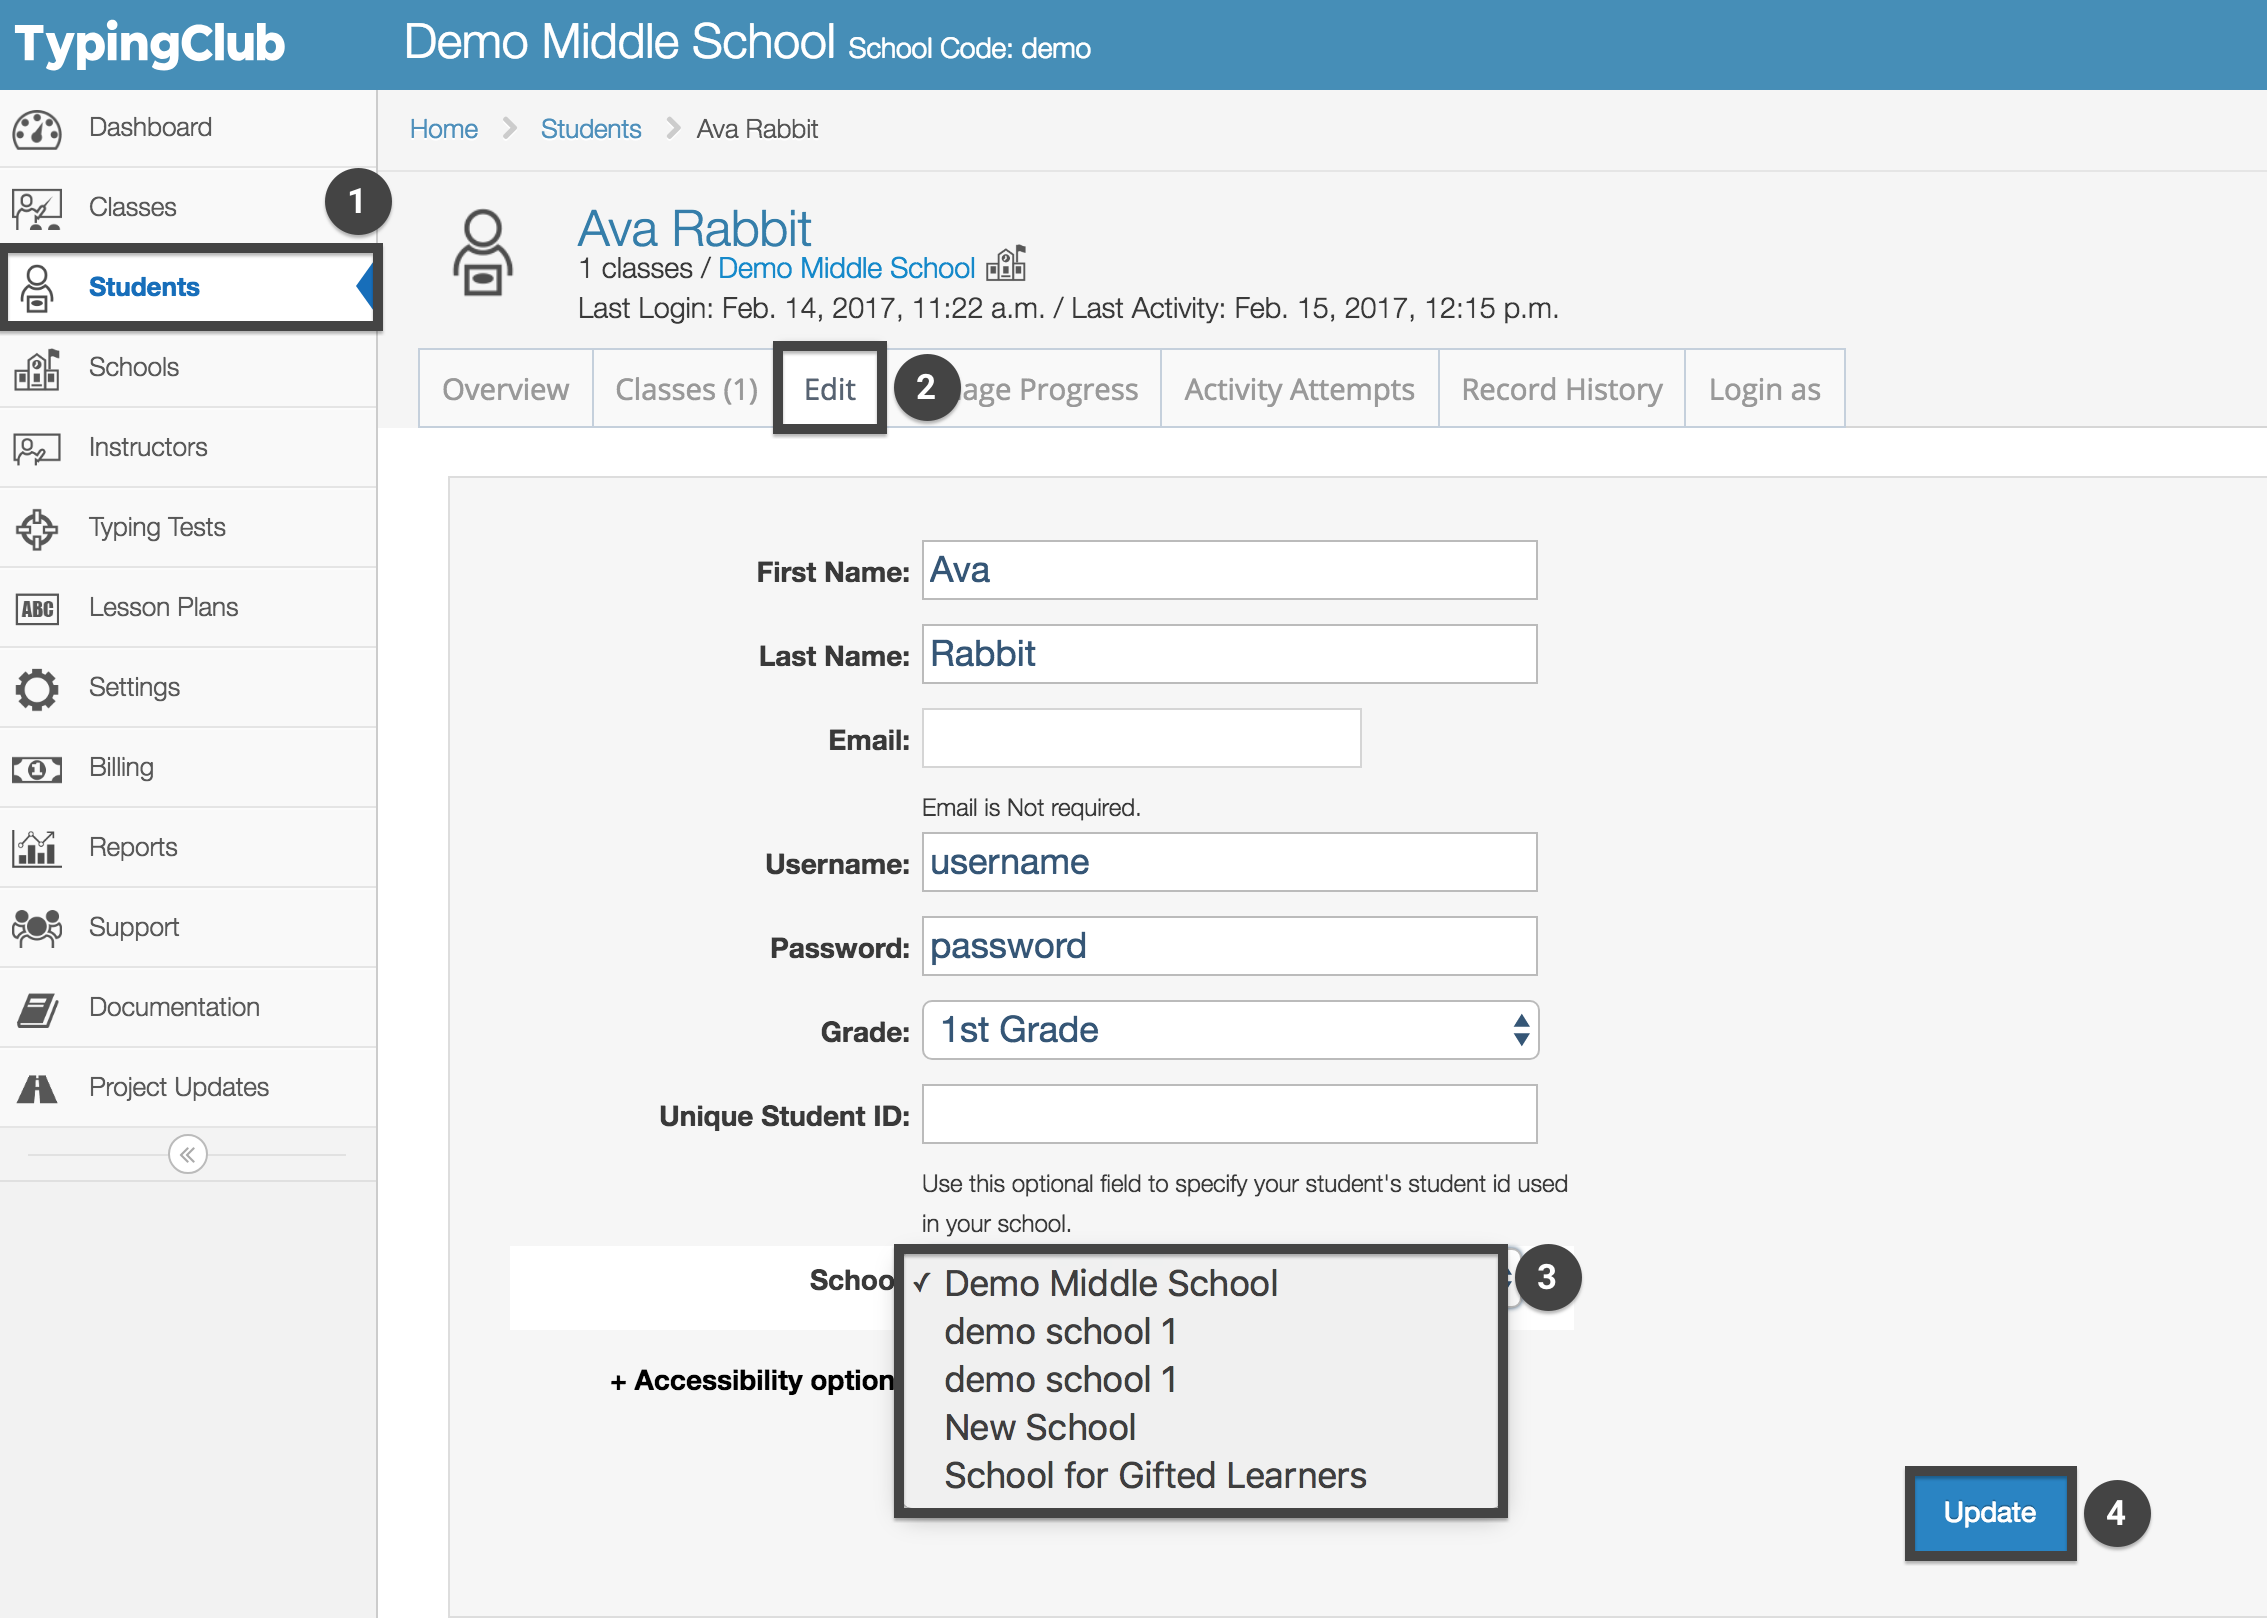 TypingClub
Demo Middle School School Code: demo
Dashboard
Classes
1
Students
Schools
Instructors
Typing Tests
ABC Lesson Plans
Settings
1 Billing
Reports
Support
Documentation
Project Updates
Home Students Ava Rabbit
Ava Rabbit
1 classes / Demo Middle School
Last Login: Feb. 14, 2017, 11:22 a.m. / Last Activity: Feb. 15, 2017, 12:15 p.m.
Overview Classes (1) Edit 2 age Progress Activity Attempts Record History Login as
First Name: Ava
Last Name: Rabbit
Email:
Email is Not required.
Username: username
Password: password
Grade: 1st Grade
Unique Student ID:
Use this optional field to specify your student's student id used
in your school.
Schoo ✓ Demo Middle School 3
demo school 1
+ Accessibility option demo school 1
New School
School for Gifted Learners
Update 4